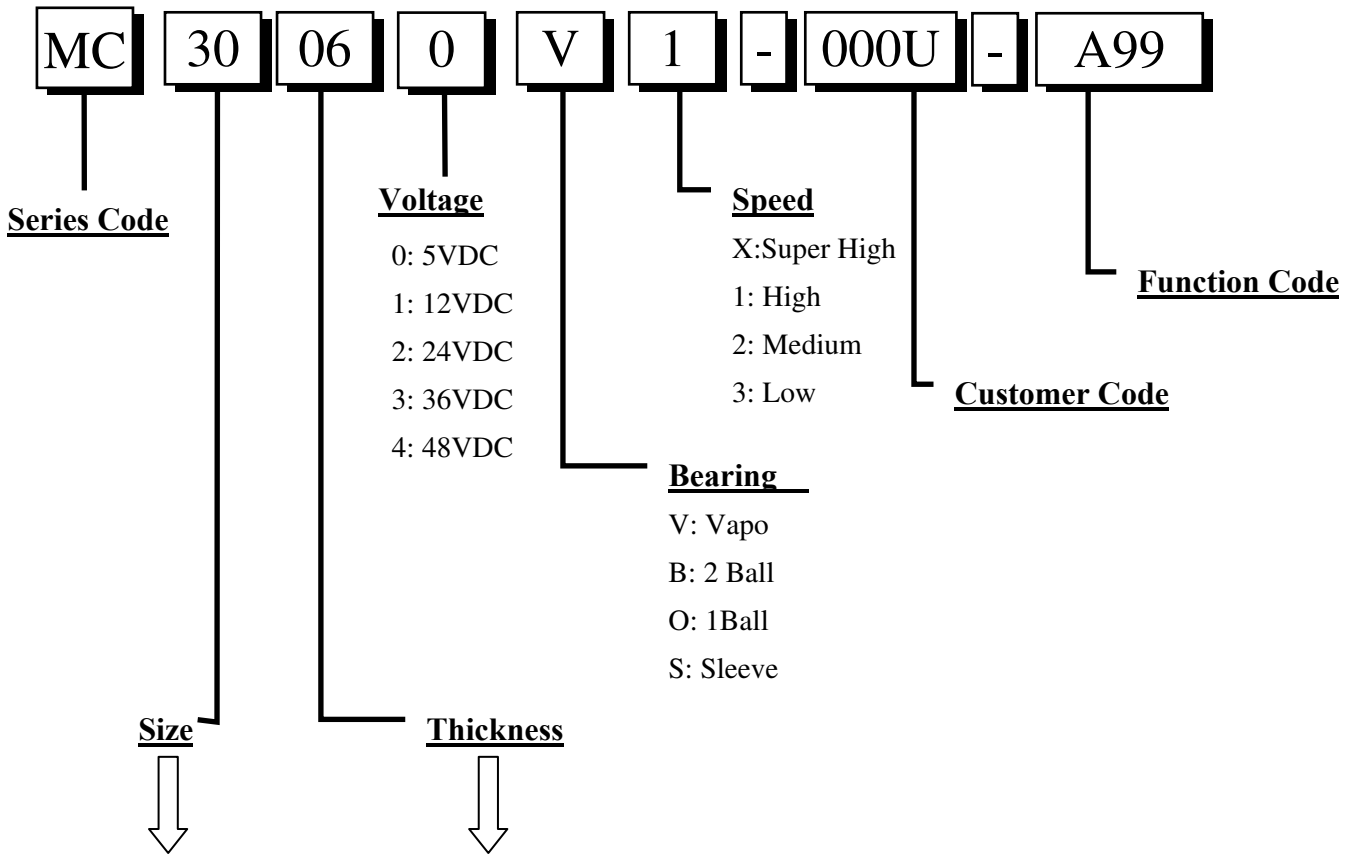 MC 30 06 0 V 1 - 000U - A99
Series Code
Voltage
0: 5VDC
1: 12VDC
2: 24VDC
3: 36VDC
4: 48VDC
Speed
X:Super High
1: High
2: Medium
3: Low
Function Code
Customer Code
Bearing
V: Vapo
B: 2 Ball
O: 1Ball
S: Sleeve
Size
Thickness